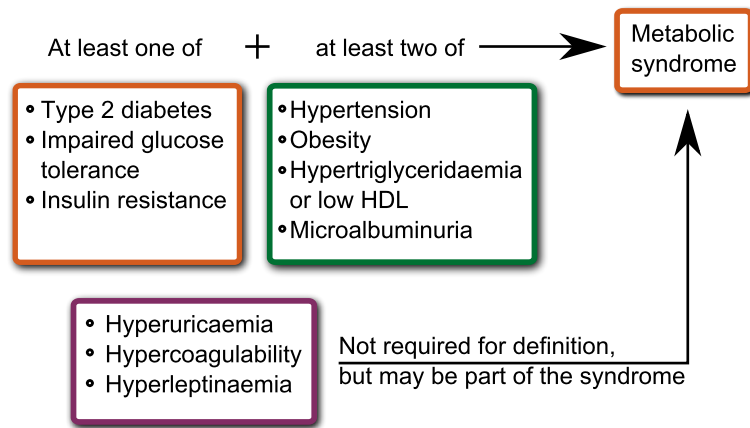 At least one of + at least two of
Metabolic
syndrome
Type 2 diabetes
Impaired glucose
tolerance
Insulin resistance
Hypertension
Obesity
Hypertriglyceridaemia
or low HDL
Microalbuminuria
Hyperuricaemia
Hypercoagulability
Hyperleptinaemia
Not required for definition,
but may be part of the syndrome